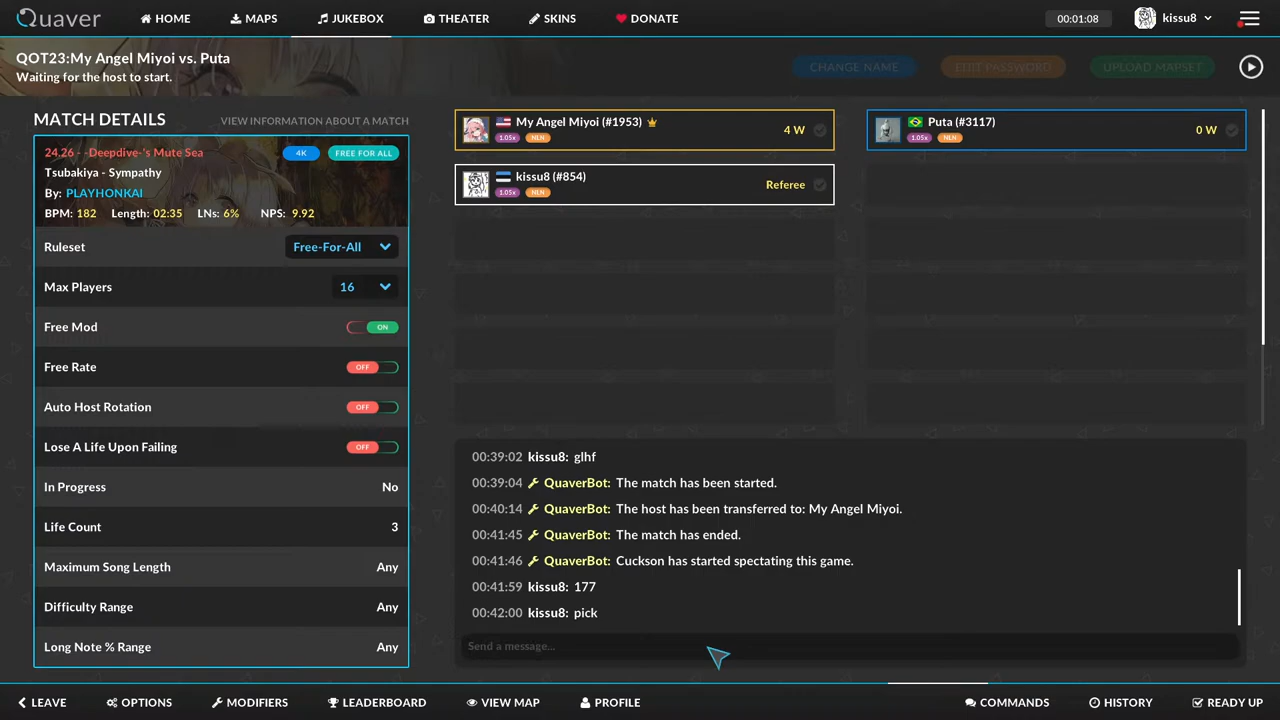 Quaver
HOME
MAPS
JUKEBOX
THEATER
SKINS
DONATE
00:01:08
kissu8
QOT23:My Angel Miyoi vs. Puta
Waiting for the host to start.
CHANGE NAME
EDIT PASSWORD
UPLOAD MAPSET
MATCH DETAILS
VIEW INFORMATION ABOUT A MATCH
24.26 - -Deepdive-'s Mute Sea
4K
FREE FOR ALL
Tsubakiya - Sympathy
By: PLAYHONKAI
BPM: 182 Length: 02:35 LNs: 6% NPS: 9.92
Ruleset
Free-For-All
Max Players
16
Free Mod
ON
Free Rate
OFF
Auto Host Rotation
OFF
Lose A Life Upon Failing
OFF
In Progress
No
Life Count
3
Maximum Song Length
Any
Difficulty Range
Any
Long Note % Range
Any
My Angel Miyoi (#1953)
1.05x NLN
4 W
Puta (#3117)
1.05x NLN
0 W
kissu8 (#854)
1.05x NLN
Referee
00:39:02 kissu8: glhf
00:39:04 QuaverBot: The match has been started.
00:40:14 QuaverBot: The host has been transferred to: My Angel Miyoi.
00:41:45 QuaverBot: The match has ended.
00:41:46 QuaverBot: Cuckson has started spectating this game.
00:41:59 kissu8: 177
00:42:00 kissu8: pick
Send a message...
LEAVE
OPTIONS
MODIFIERS
LEADERBOARD
VIEW MAP
PROFILE
COMMANDS
HISTORY
READY UP